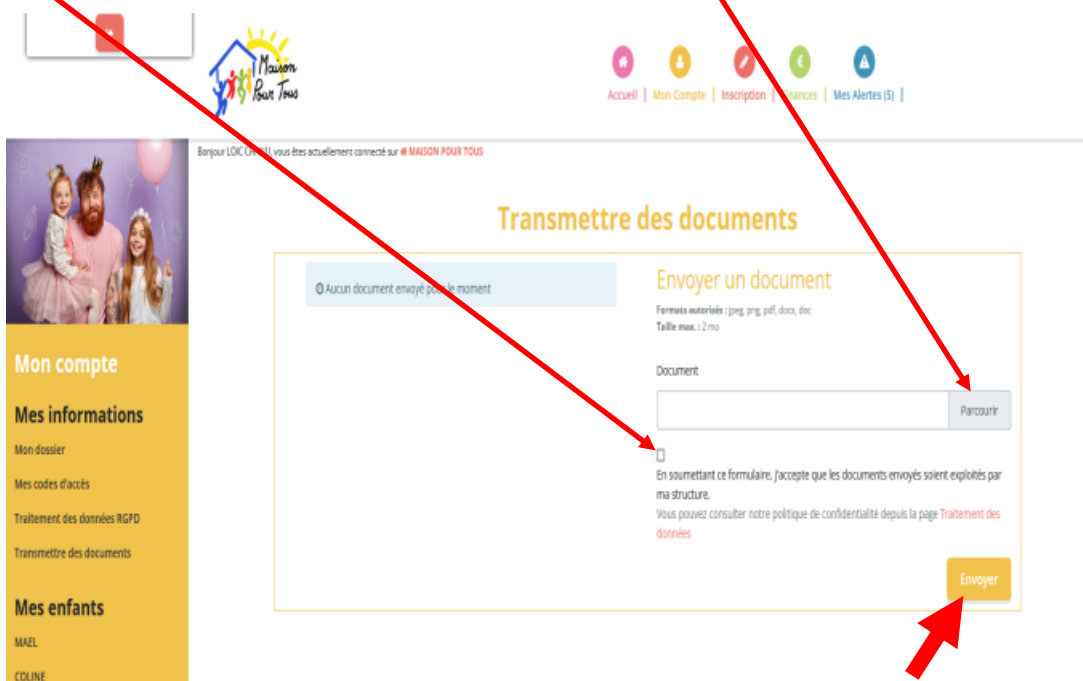 Maison
Pour Tous
Accueil | Mon Compte | Inscription | Finances | Mes Alertes (5) |
Bonjour LOIC, vous êtes actuellement connecté sur MAISON POUR TOUS
Transmettre des documents
Aucun document envoyé pour le moment
Envoyer un document
Formats autorisés : jpeg, png, pdf, docx, doc
Taille max. : 2 mo
Document
Parcourir
En soumettant ce formulaire, j'accepte que les documents envoyés soient exploités par
ma structure.
Vous pouvez consulter notre politique de confidentialité depuis la page Traitement des
données
Envoyer
Mon compte
Mes informations
Mon dossier
Mes codes d'accès
Traitement des données RGPD
Transmettre des documents
Mes enfants
MAEL
COLINE